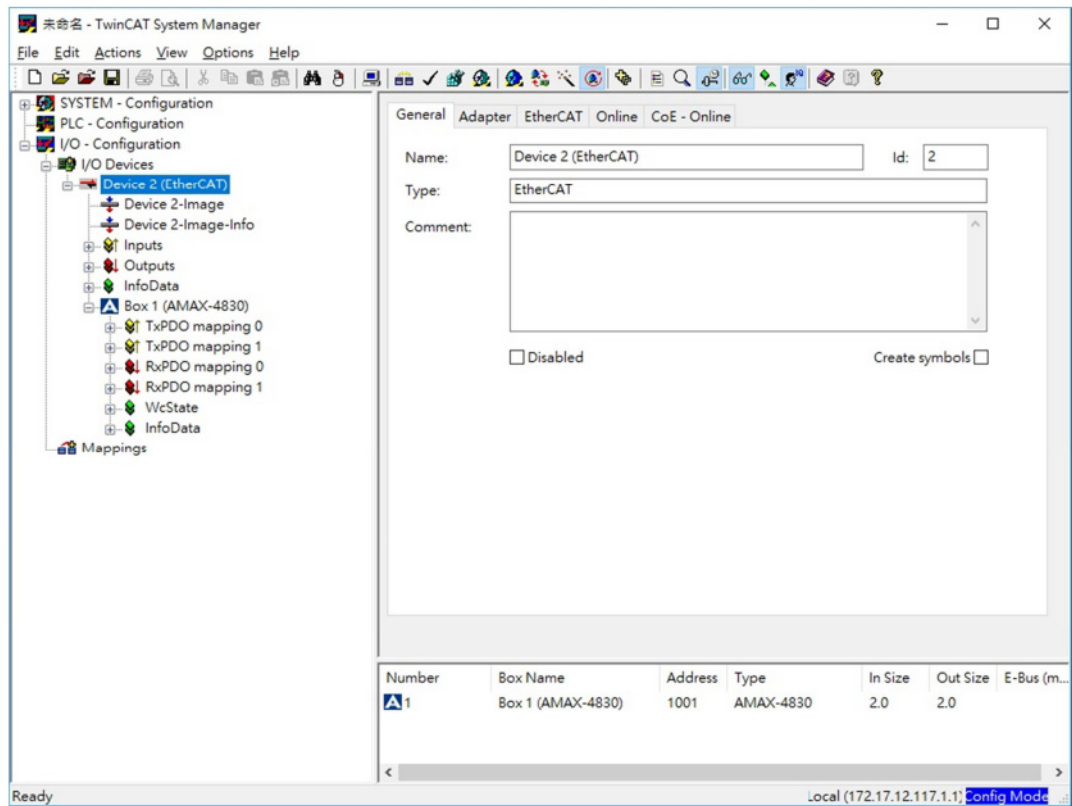 未命名 - TwinCAT System Manager
File Edit Actions View Options Help
SYSTEM - Configuration
PLC - Configuration
I/O - Configuration
I/O Devices
Device 2 (EtherCAT)
Device 2-Image
Device 2-Image-Info
Inputs
Outputs
InfoData
Box 1 (AMAX-4830)
TxPDO mapping 0
TxPDO mapping 1
RxPDO mapping 0
RxPDO mapping 1
WcState
InfoData
Mappings
General Adapter EtherCAT Online CoE - Online
Name: Device 2 (EtherCAT) Id: 2
Type: EtherCAT
Comment:
Disabled Create symbols
Number Box Name Address Type In Size Out Size E-Bus (m...
1 Box 1 (AMAX-4830) 1001 AMAX-4830 2.0 2.0
Ready Local (172.17.12.117.1.1) Config Mode